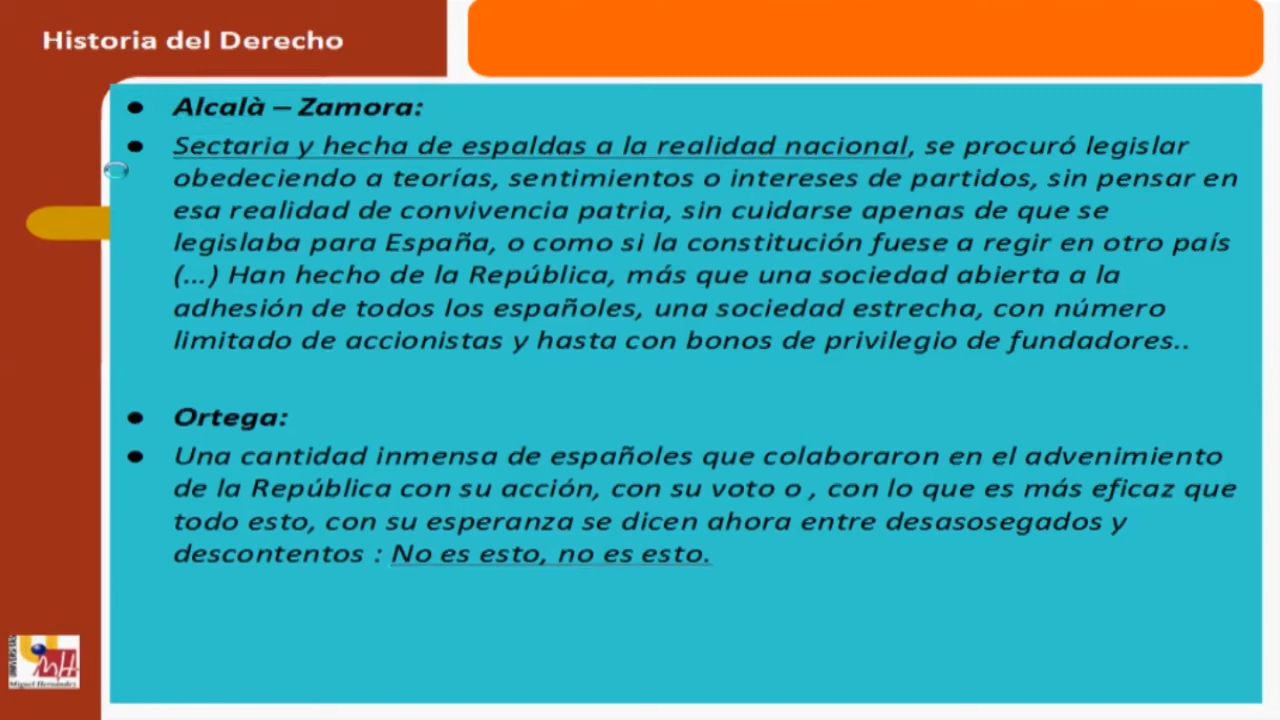 Historia del Derecho
● Alcalà – Zamora:
● Sectaria y hecha de espaldas a la realidad nacional, se procuró legislar
obedeciendo a teorías, sentimientos o intereses de partidos, sin pensar en
esa realidad de convivencia patria, sin cuidarse apenas de que se
legislaba para España, o como si la constitución fuese a regir en otro país
(...) Han hecho de la República, más que una sociedad abierta a la
adhesión de todos los españoles, una sociedad estrecha, con número
limitado de accionistas y hasta con bonos de privilegio de fundadores..
● Ortega:
● Una cantidad inmensa de españoles que colaboraron en el advenimiento
de la República con su acción, con su voto o , con lo que es más eficaz que
todo esto, con su esperanza se dicen ahora entre desasosegados y
descontentos : No es esto, no es esto.
UNIVERSITAS
Miguel Hernández